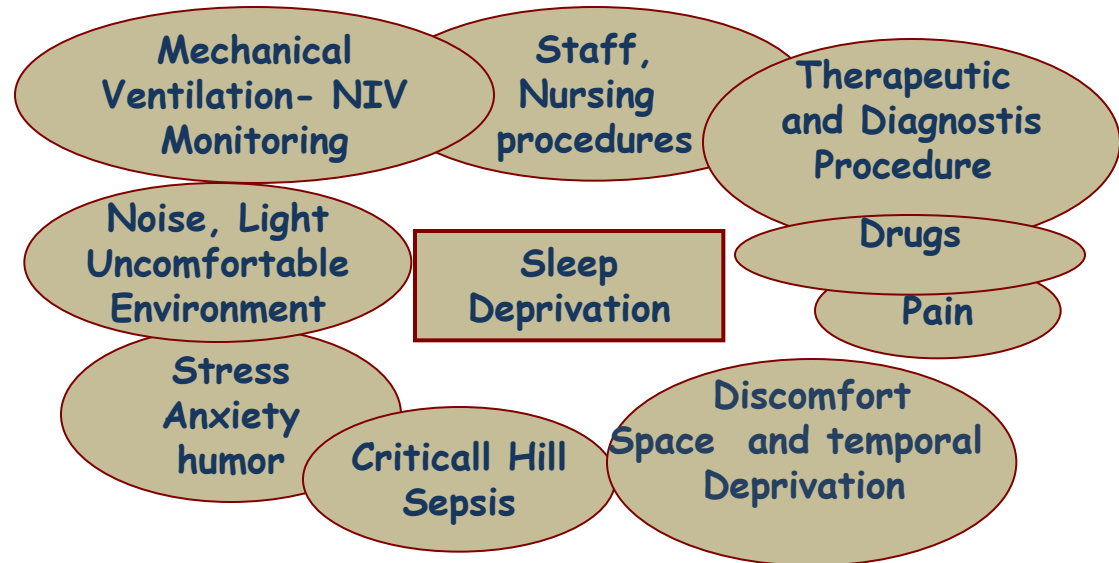 Mechanical
Ventilation- NIV
Monitoring
Staff,
Nursing
procedures
Therapeutic
and Diagnostis
Procedure
Noise, Light
Uncomfortable
Environment
Sleep
Deprivation
Drugs
Pain
Stress
Anxiety
humor
Criticall Hill
Sepsis
Discomfort
Space and temporal
Deprivation